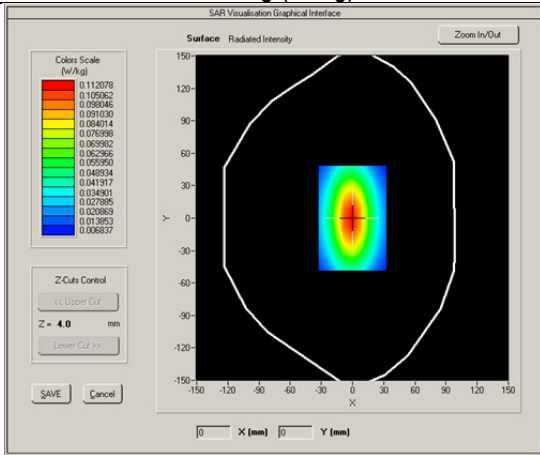 SAR Visualisation Graphical Interface
Surface Radiated Intensity
Zoom In/Out
Colors Scale
(W/kg)
0.112078
0.105062
0.098046
0.091030
0.084014
0.076998
0.069982
0.062966
0.055950
0.048934
0.041917
0.034901
0.027885
0.020869
0.013853
0.006837
150
120
90
60
30
0
-30
-60
-90
-120
-150
Y
-150 -120 -90 -60 -30 0 30 60 90 120 150
X
Z-Cuts Control
<< Upper Cut
Z = 4.0 mm
Lower Cut >>
SAVE Cancel
0 X (mm) 0 Y (mm)